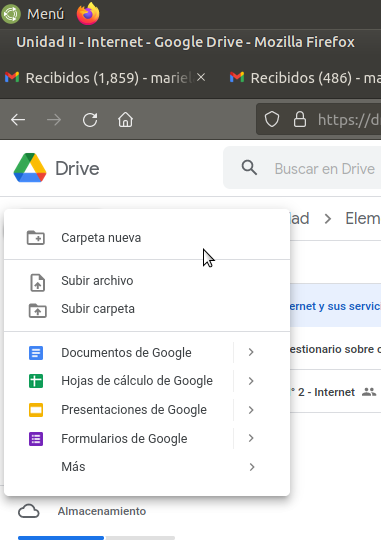 Menú
Unidad II - Internet - Google Drive - Mozilla Firefox
Recibidos (1,859) - mariel
Recibidos (486) - ma
https://d
Drive
Buscar en Drive
dad > Elem
Carpeta nueva
Subir archivo
Subir carpeta
ernet y sus servici
Documentos de Google
estionario sobre c
Hojas de cálculo de Google
° 2 - Internet
Presentaciones de Google
Formularios de Google
Más
Almacenamiento